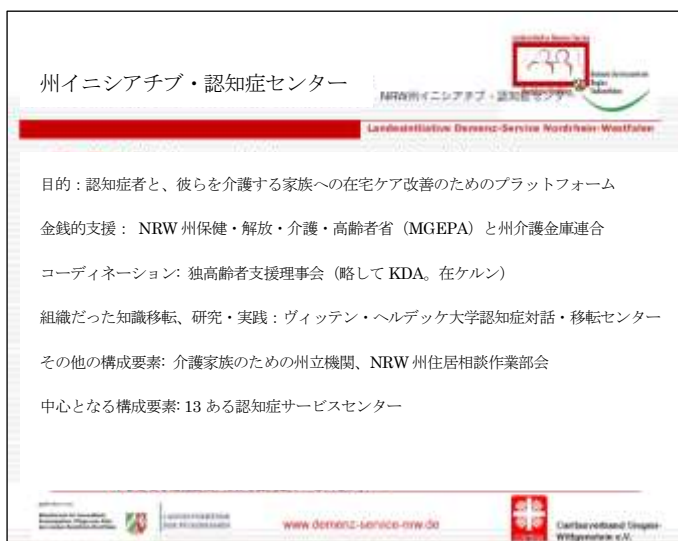 州イニシアチブ・認知症センター
NRW州イニシアチブ・認知症センター
Landesinitiative Demenz-Service Nordrhein-Westfalen
目的：認知症者と、彼らを介護する家族への在宅ケア改善のためのプラットフォーム
金銭的支援： NRW 州保健・解放・介護・高齢者省（MGEPA）と州介護金庫連合
コーディネーション: 独高齢者支援理事会（略して KDA。在ケルン）
組織だった知識移転、研究・実践：ヴィッテン・ヘルデッケ大学認知症対話・移転センター
その他の構成要素: 介護家族のための州立機関、NRW 州住居相談作業部会
中心となる構成要素: 13 ある認知症サービスセンター
www.demenz-service-nrw.de
Caritasverband Siegen-
Wittgenstein e.V.